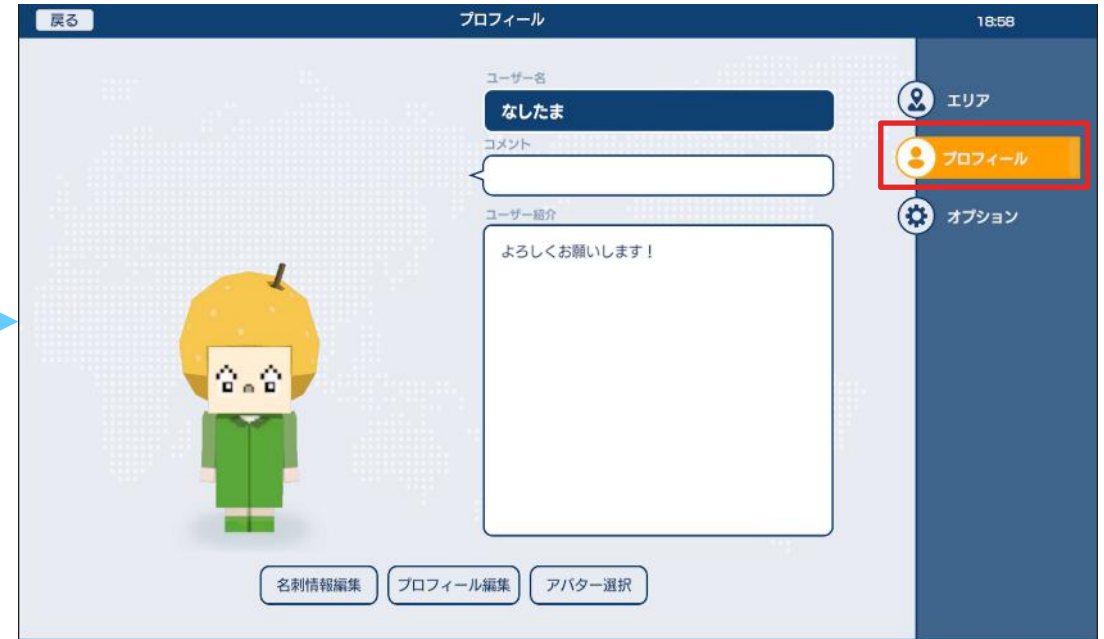 戻る
プロフィール
18:58
ユーザー名
なしたま
コメント
ユーザー紹介
よろしくお願いします！
エリア
プロフィール
オプション
名刺情報編集
プロフィール編集
アバター選択